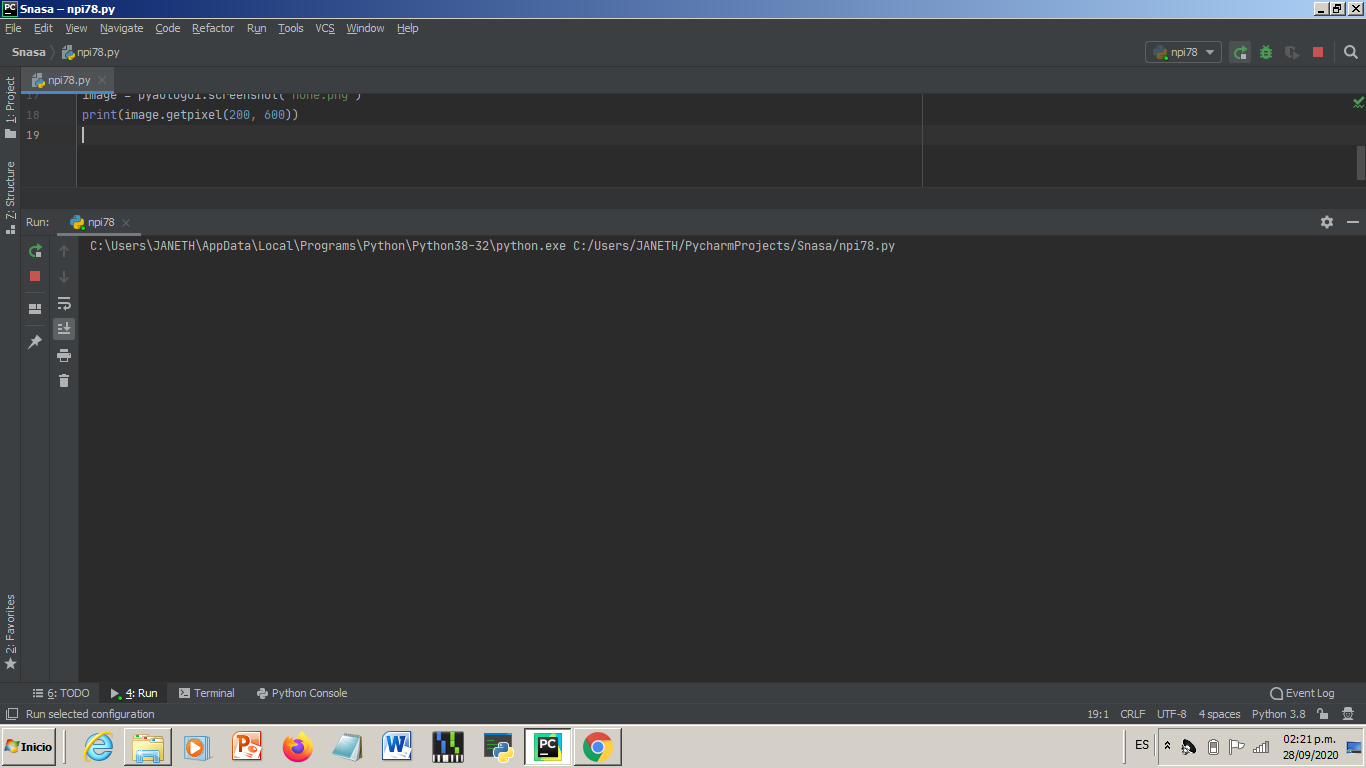 Snasa – npi78.py
File Edit View Navigate Code Refactor Run Tools VCS Window Help
Snasa npi78.py npi78
npi78.py
1: Project
17 image = pyautogui.screenshot("none.png")
18 print(image.getpixel(200, 600))
19
7: Structure
Run: npi78
C:\Users\JANETH\AppData\Local\Programs\Python\Python38-32\python.exe C:/Users/JANETH/PycharmProjects/Snasa/npi78.py
2: Favorites
6: TODO 4: Run Terminal Python Console Event Log
Run selected configuration 19:1 CRLF UTF-8 4 spaces Python 3.8
Inicio ES 02:21 p.m.
28/09/2020